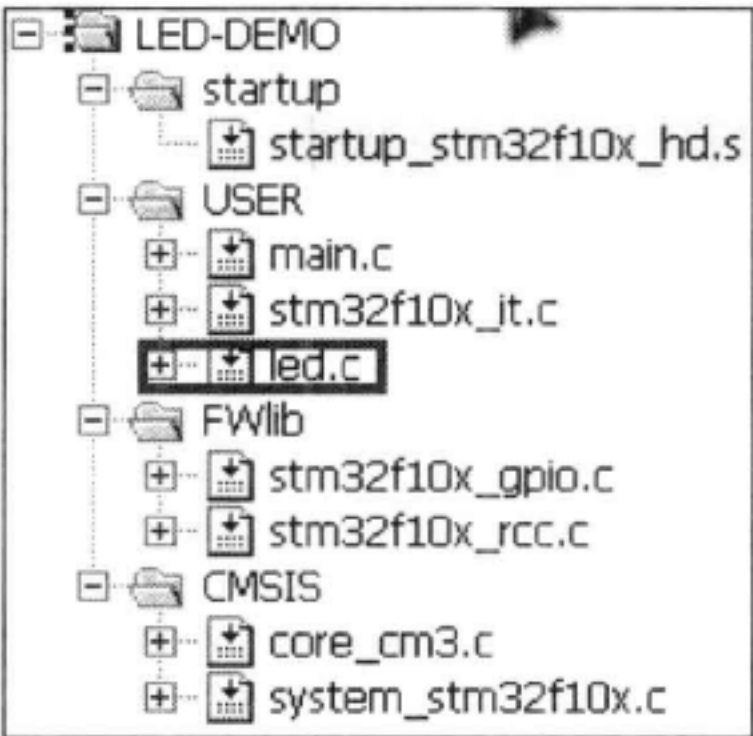 LED-DEMO
startup
startup_stm32f10x_hd.s
USER
main.c
stm32f10x_it.c
led.c
FWlib
stm32f10x_gpio.c
stm32f10x_rcc.c
CMSIS
core_cm3.c
system_stm32f10x.c